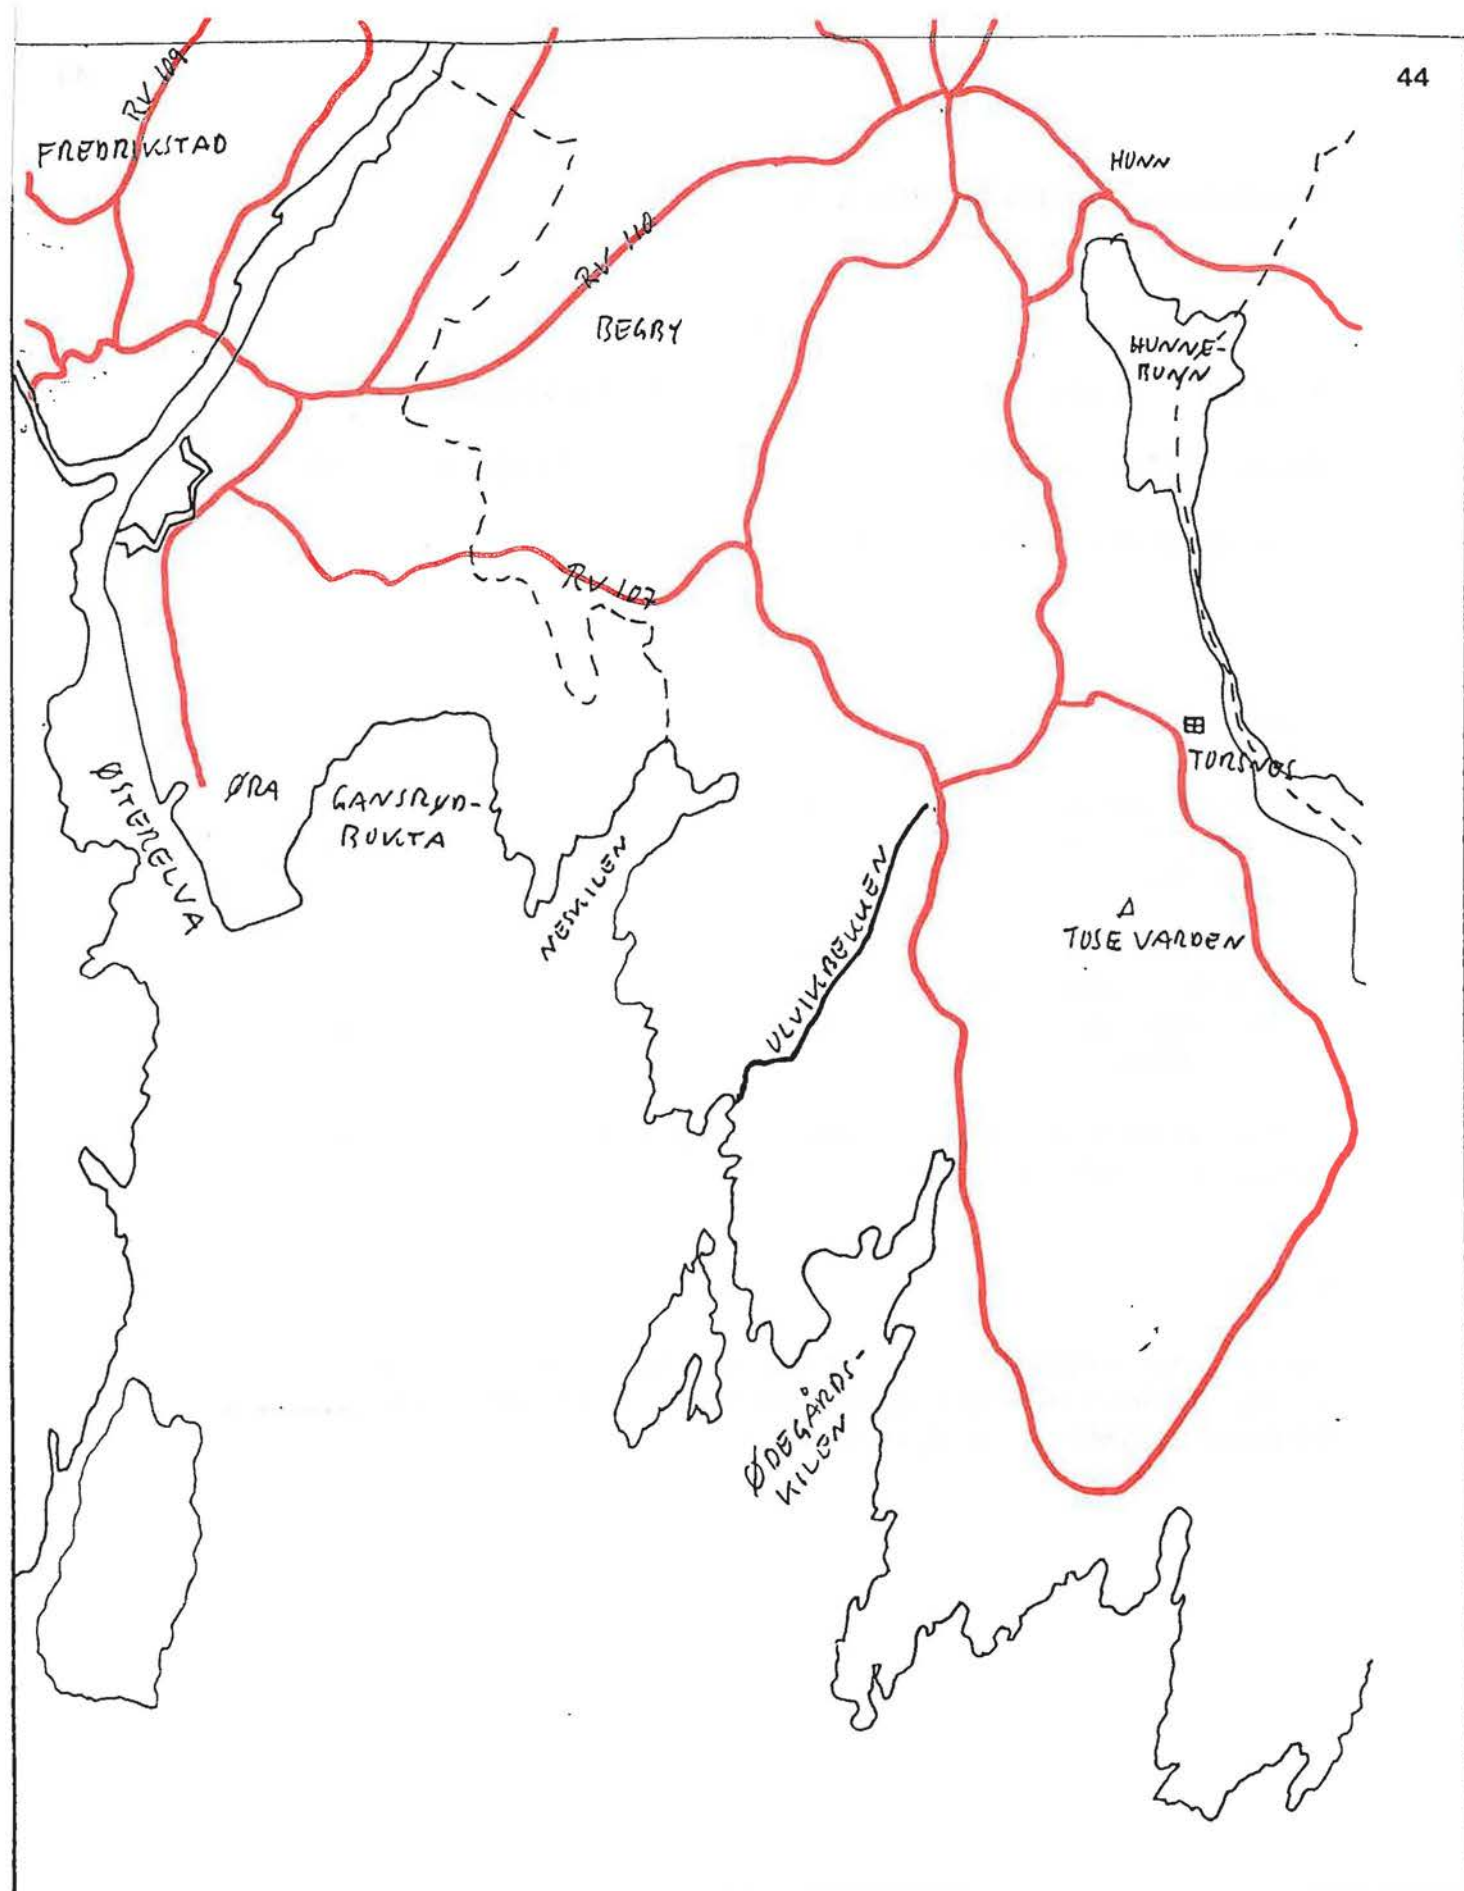 44
RV 109
FREDRIKSTAD
HUNN
RV 110
BEGBY
HUNNE-
BUNN
RV 107
TORSNES
ØSTERELVA
ØRA
GANSRØD-
BUKTA
NESKILEN
ULVIKBEKKEN
TOSE VARDEN
ØDEGÅRDS-
KILEN